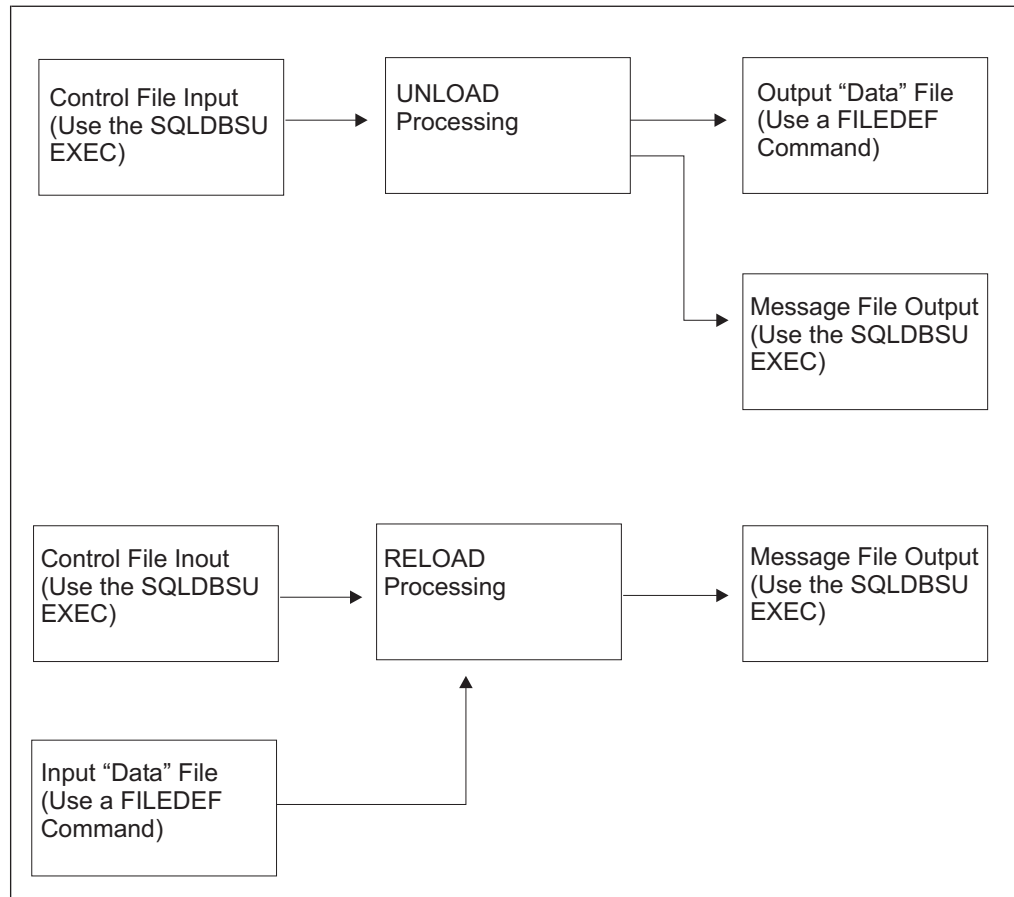 Control File Input
(Use the SQLDBSU
EXEC)
UNLOAD
Processing
Output “Data” File
(Use a FILEDEF
Command)
Message File Output
(Use the SQLDBSU
EXEC)
Control File Inout
(Use the SQLDBSU
EXEC)
RELOAD
Processing
Message File Output
(Use the SQLDBSU
EXEC)
Input “Data” File
(Use a FILEDEF
Command)